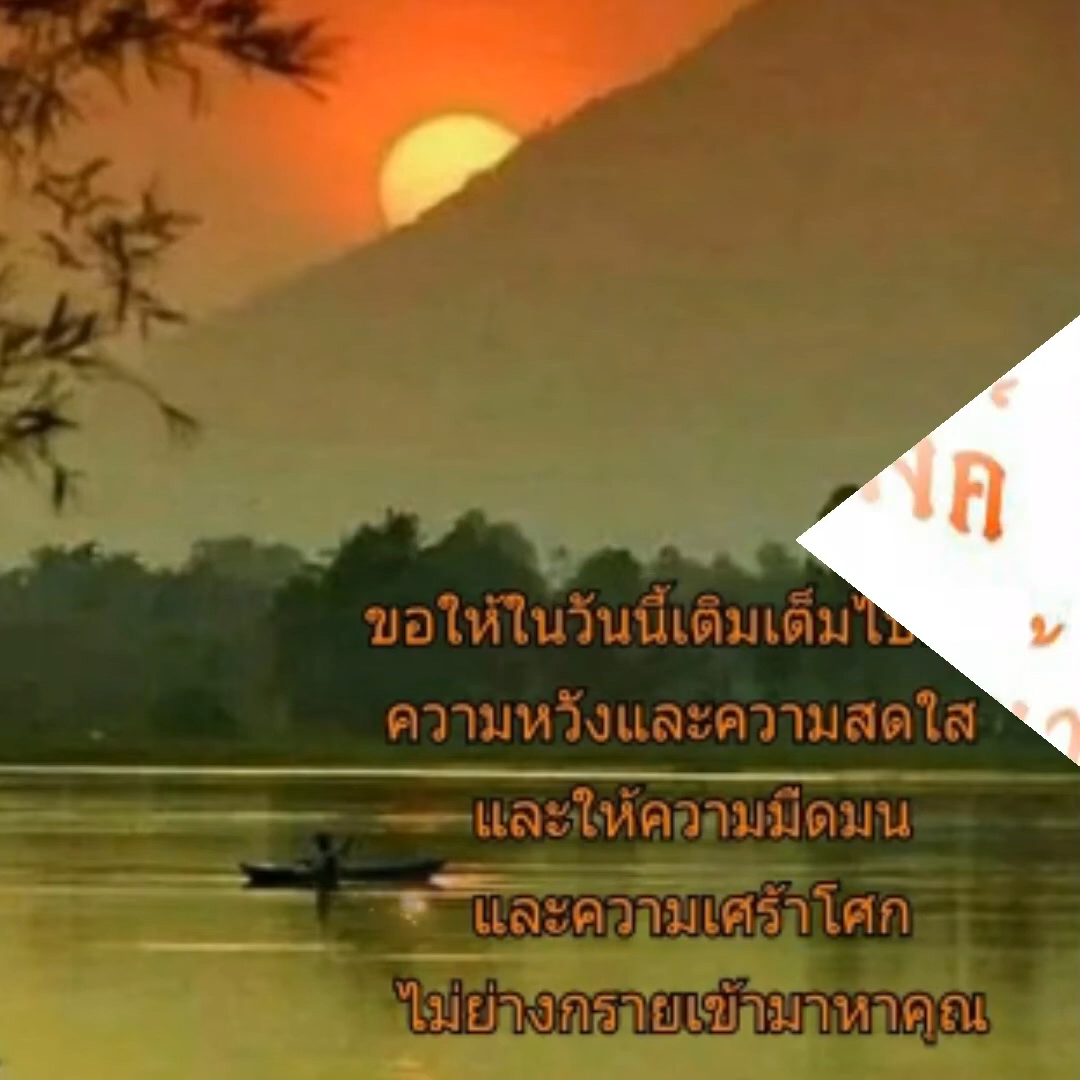 ขอให้ในวันนี้เติมเต็มไป
ความหวังและความสดใส
และให้ความมืดมน
และความเศร้าโศก
ไม่ย่างกรายเข้ามาหาคุณ